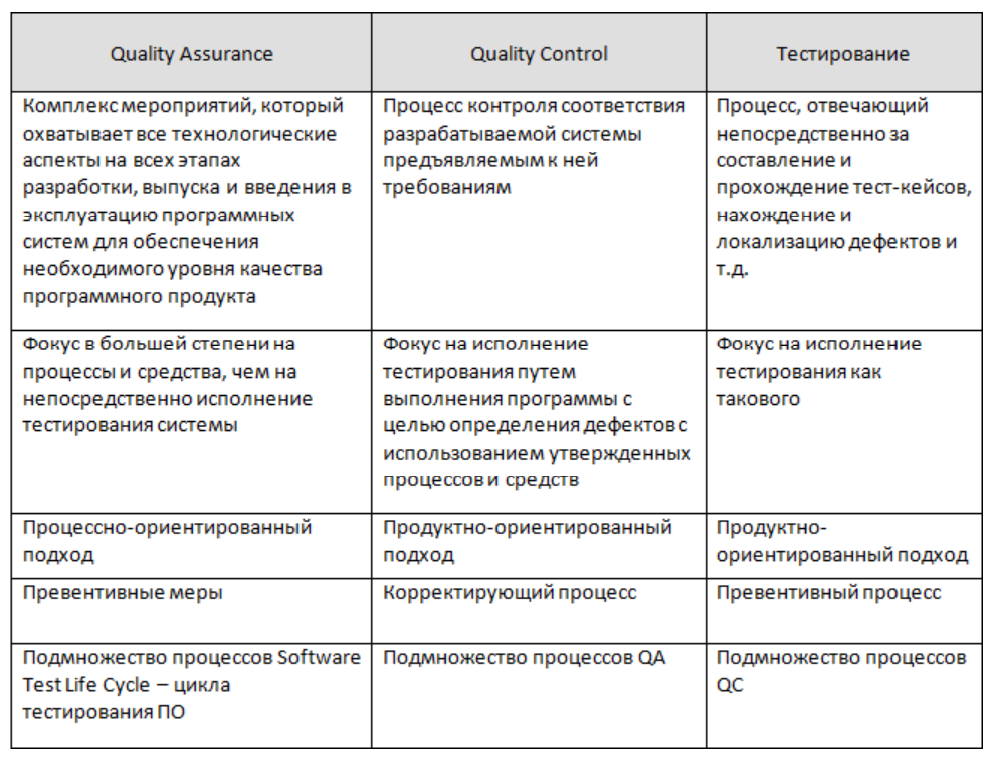 Quality Assurance
Quality Control
Тестирование
Комплекс мероприятий, который
охватывает все технологические
аспекты на всех этапах
разработки, выпуска и введения в
эксплуатацию программных
систем для обеспечения
необходимого уровня качества
программного продукта
Процесс контроля соответствия
разрабатываемой системы
предъявляемым к ней
требованиям
Процесс, отвечающий
непосредственно за
составление и
прохождение тест-кейсов,
нахождение и
локализацию дефектов и
т.д.
Фокус в большей степени на
процессы и средства, чем на
непосредственно исполнение
тестирования системы
Фокус на исполнение
тестирования путем
выполнения программы с
целью определения дефектов с
использованием утвержденных
процессов и средств
Фокус на исполнение
тестирования как
такового
Процессно-ориентированный
подход
Продуктно-ориентированный
подход
Продуктно-
ориентированный подход
Превентивные меры
Корректирующий процесс
Превентивный процесс
Подмножество процессов Software
Test Life Cycle – цикла
тестирования ПО
Подмножество процессов QA
Подмножество процессов
QC